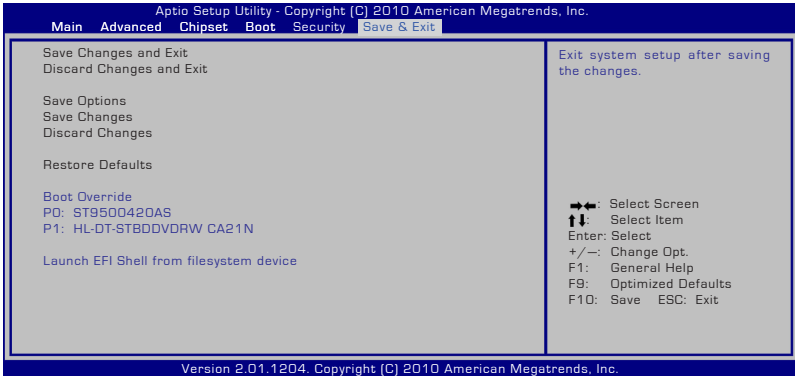 Aptio Setup Utility - Copyright (C) 2010 American Megatrends, Inc.
Main Advanced Chipset Boot Security Save & Exit
Save Changes and Exit
Discard Changes and Exit
Save Options
Save Changes
Discard Changes
Restore Defaults
Boot Override
P0: ST9500420AS
P1: HL-DT-STBDDVDRW CA21N
Launch EFI Shell from filesystem device
Exit system setup after saving
the changes.
→←: Select Screen
↑↓: Select Item
Enter: Select
+/—: Change Opt.
F1: General Help
F9: Optimized Defaults
F10: Save ESC: Exit
Version 2.01.1204. Copyright (C) 2010 American Megatrends, Inc.